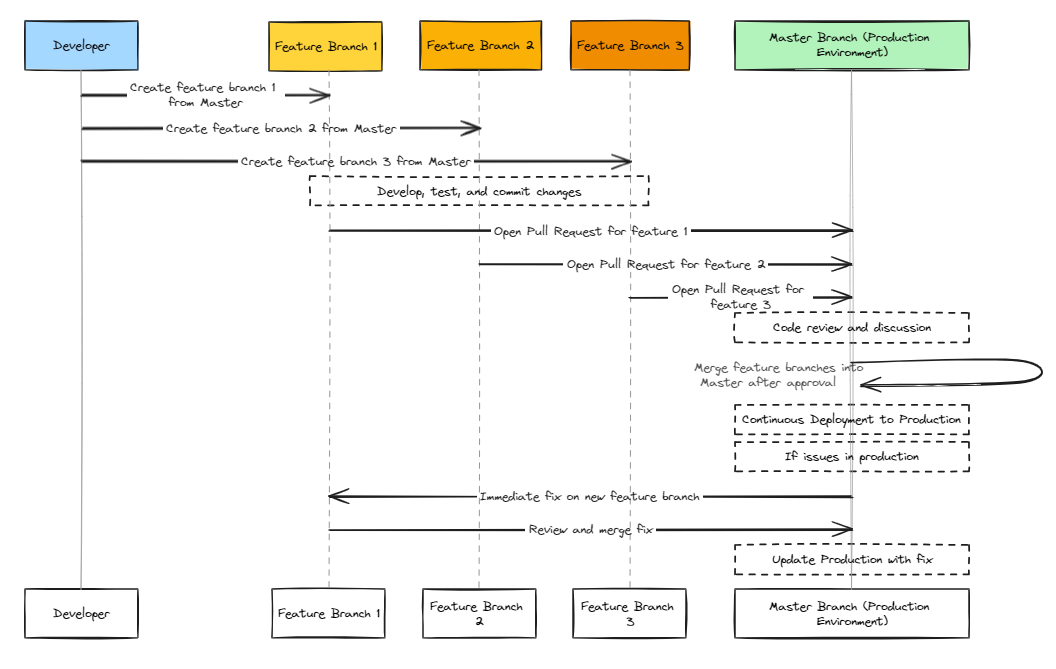 Developer
Feature Branch 1
Feature Branch 2
Feature Branch 3
Master Branch (Production
Environment)
Create feature branch 1
from Master
Create feature branch 2 from Master
Create feature branch 3 from Master
Develop, test, and commit changes
Open Pull Request for feature 1
Open Pull Request for feature 2
Open Pull Request for
feature 3
Code review and discussion
Merge feature branches into
Master after approval
Continuous Deployment to Production
If issues in production
Immediate fix on new feature branch
Review and merge fix
Update Production with fix
Developer
Feature Branch 1
Feature Branch
2
Feature Branch
3
Master Branch (Production
Environment)